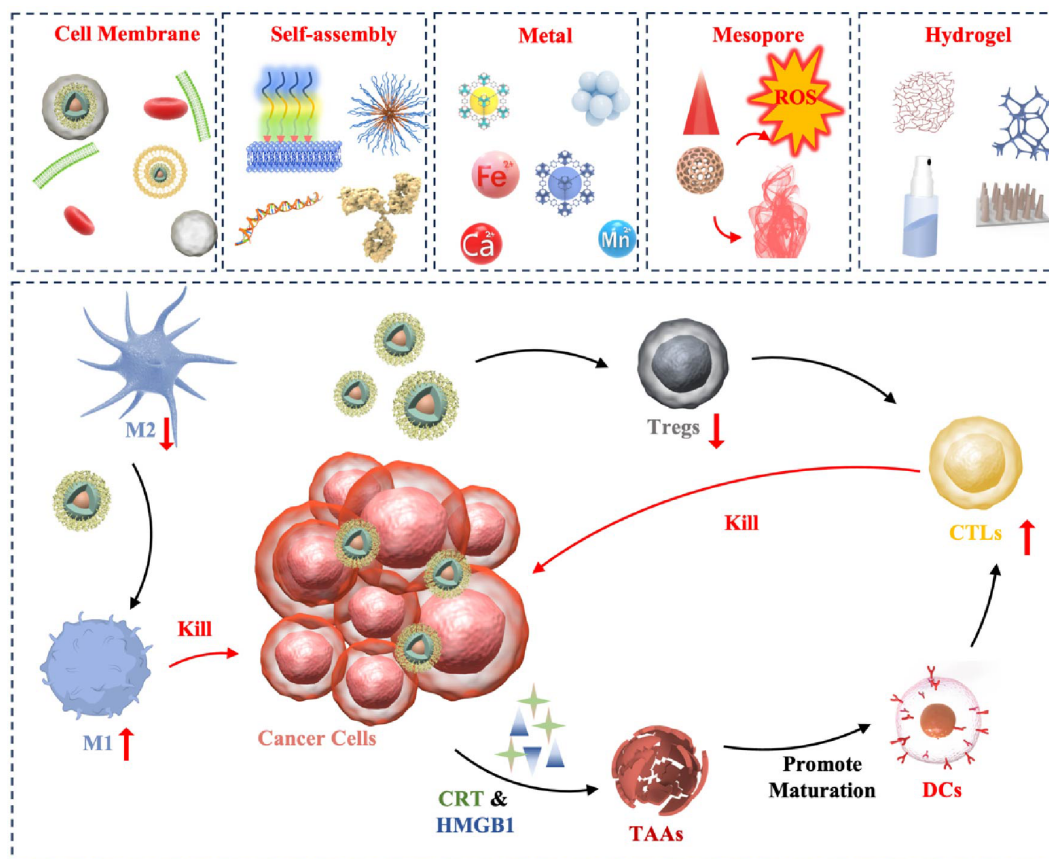 Cell Membrane
Self-assembly
Metal
Mesopore
Hydrogel
ROS
Fe2+
Ca2+
Mn2+
M2
Tregs
CTLs
Kill
Kill
M1
Cancer Cells
CRT &
HMGB1
TAAs
Promote
Maturation
DCs